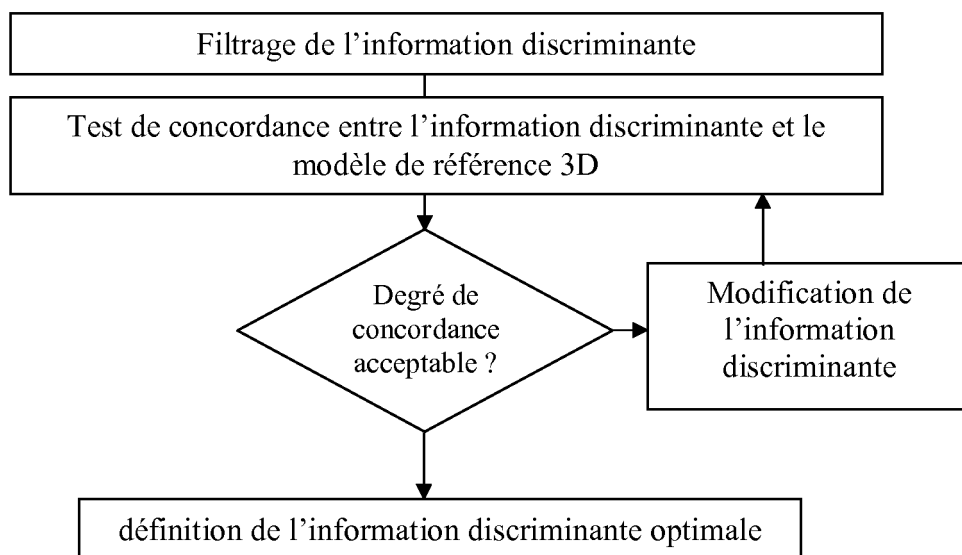 Filtrage de l’information discriminante
Test de concordance entre l’information discriminante et le
modèle de référence 3D
Degré de
concordance
acceptable ?
Modification de
l’information
discriminante
définition de l’information discriminante optimale